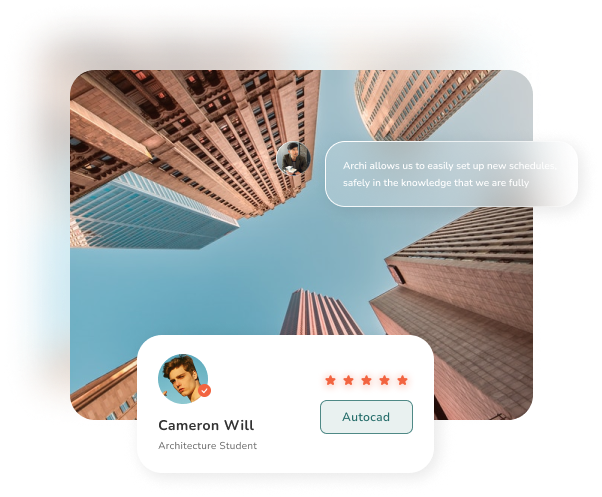 Archi allows us to easily set up new schedules,
safely in the knowledge that we are fully
Cameron Will
Architecture Student
Autocad